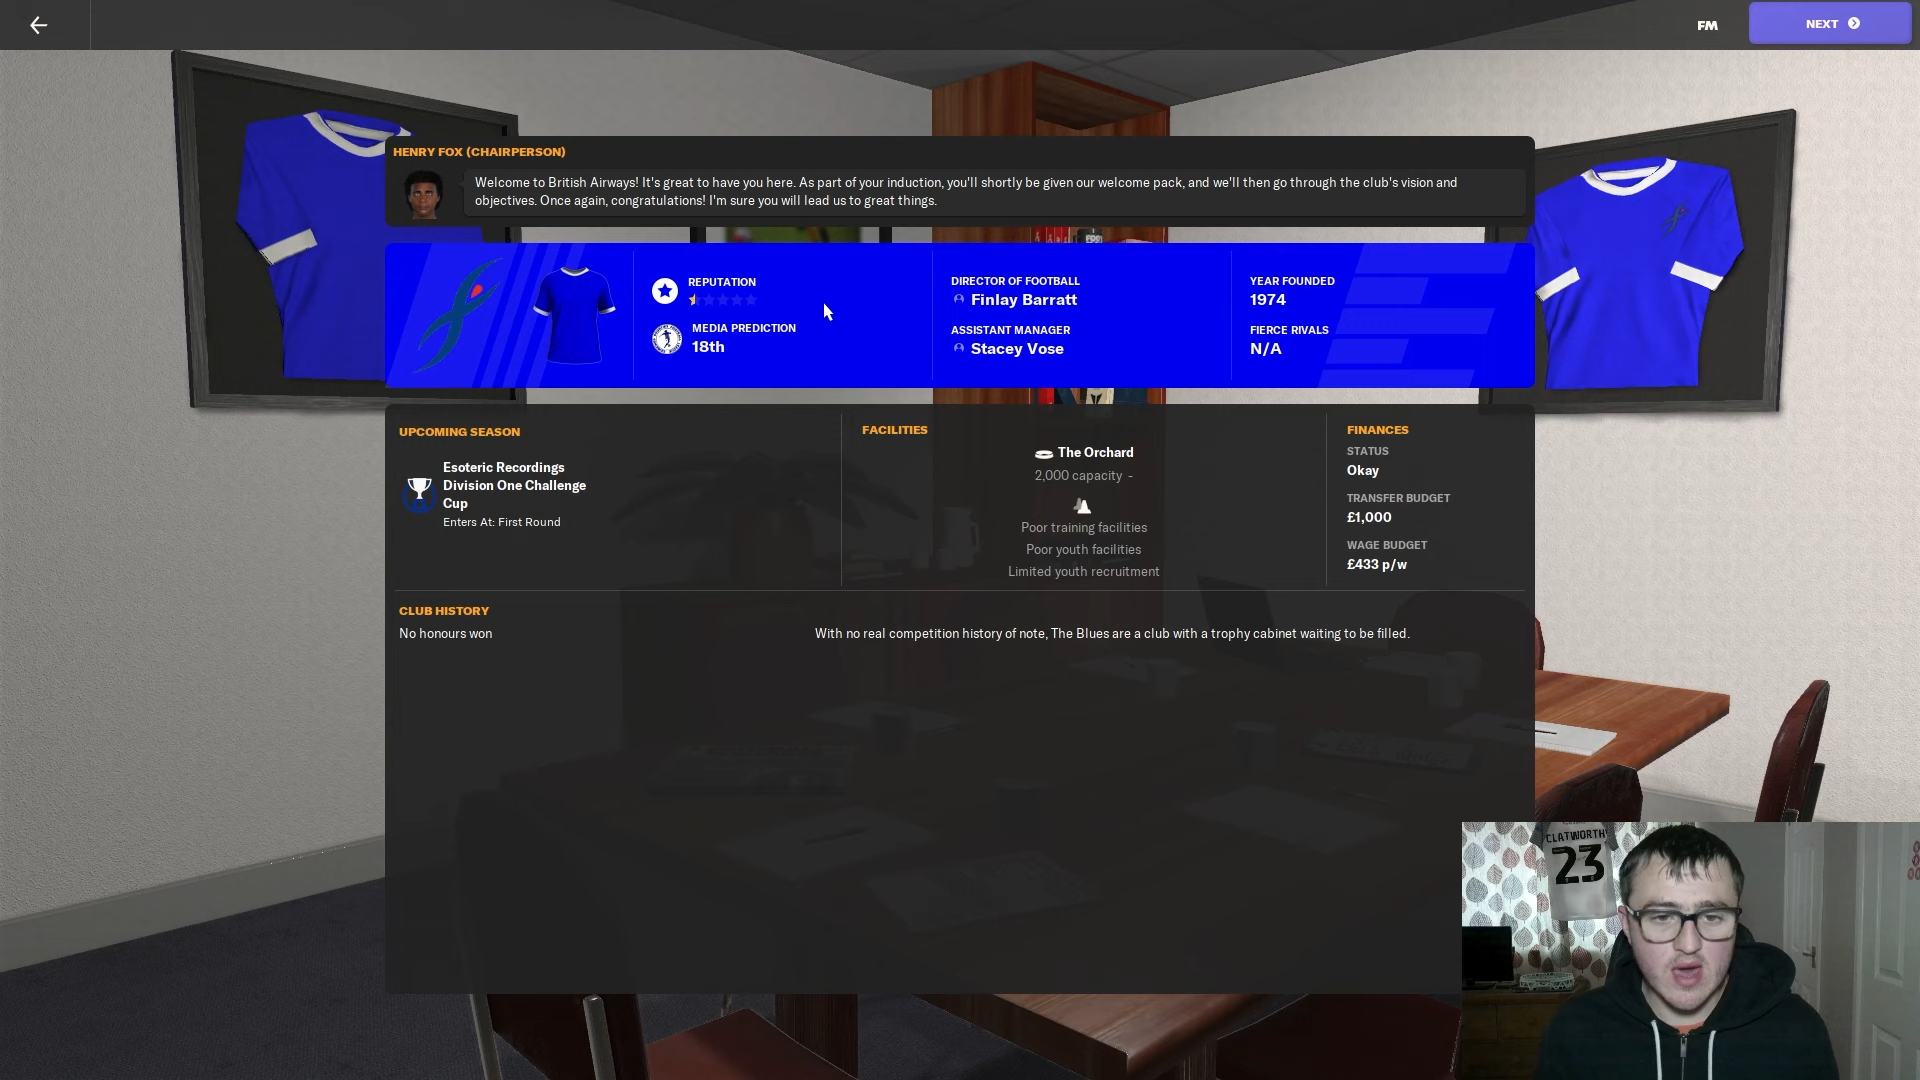 FM
NEXT
HENRY FOX (CHAIRPERSON)
Welcome to British Airways! It's great to have you here. As part of your induction, you'll shortly be given our welcome pack, and we'll then go through the club's vision and
objectives. Once again, congratulations! I'm sure you will lead us to great things.
REPUTATION
MEDIA PREDICTION
18th
DIRECTOR OF FOOTBALL
Finlay Barratt
ASSISTANT MANAGER
Stacey Vose
YEAR FOUNDED
1974
FIERCE RIVALS
N/A
UPCOMING SEASON
Esoteric Recordings
Division One Challenge
Cup
Enters At: First Round
FACILITIES
The Orchard
2,000 capacity -
Poor training facilities
Poor youth facilities
Limited youth recruitment
FINANCES
STATUS
Okay
TRANSFER BUDGET
£1,000
WAGE BUDGET
£433 p/w
CLUB HISTORY
No honours won
With no real competition history of note, The Blues are a club with a trophy cabinet waiting to be filled.
CLATWORTHY
23